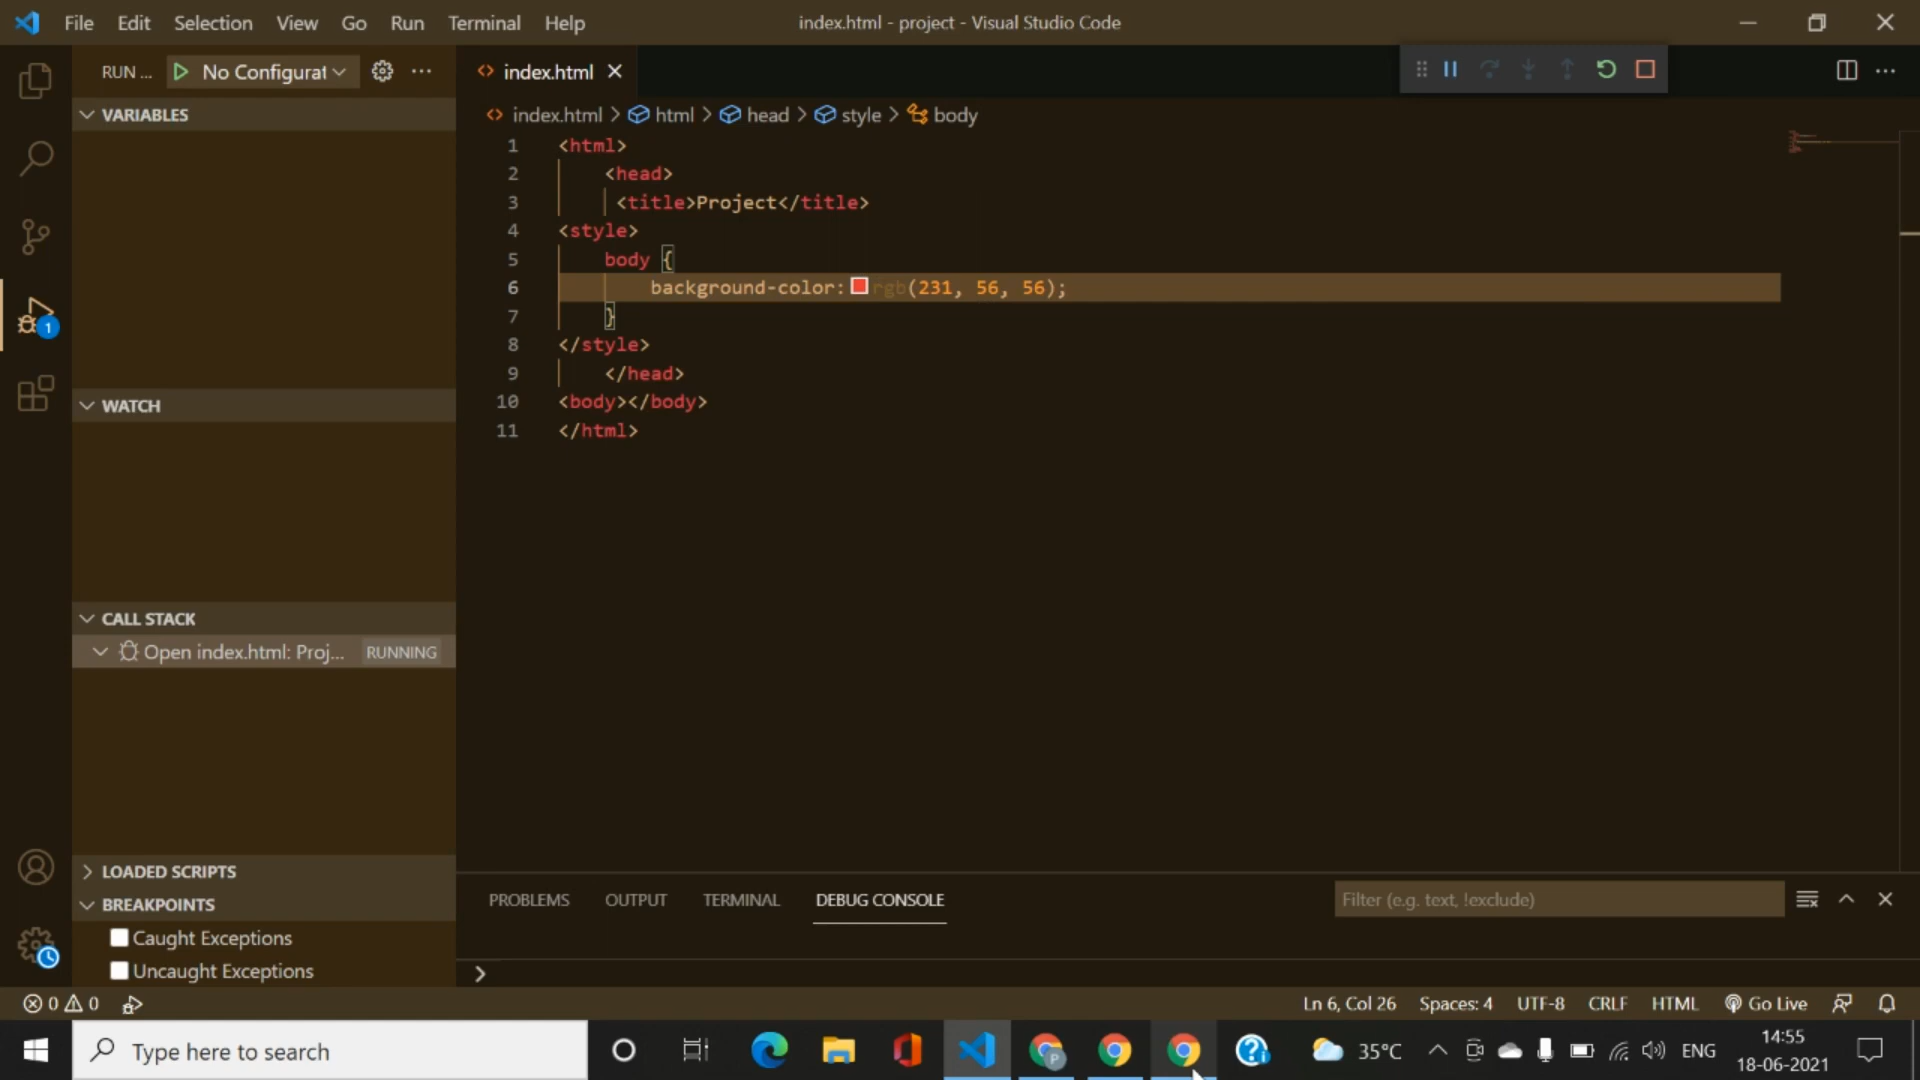 File Edit Selection View Go Run Terminal Help
index.html - project - Visual Studio Code
RUN ... No Configurat
index.html
VARIABLES
index.html > html > head > style > body
1 <html>
2 <head>
3 <title>Project</title>
4 <style>
5 body {
6 background-color: rgb(231, 56, 56);
7 }
8 </style>
9 </head>
10 <body></body>
11 </html>
WATCH
CALL STACK
Open index.html: Proj... RUNNING
LOADED SCRIPTS
BREAKPOINTS
Caught Exceptions
Uncaught Exceptions
PROBLEMS OUTPUT TERMINAL DEBUG CONSOLE
Filter (e.g. text, !exclude)
0 0
Ln 6, Col 26 Spaces: 4 UTF-8 CRLF HTML Go Live
Type here to search
35°C
ENG
14:55
18-06-2021
1
P